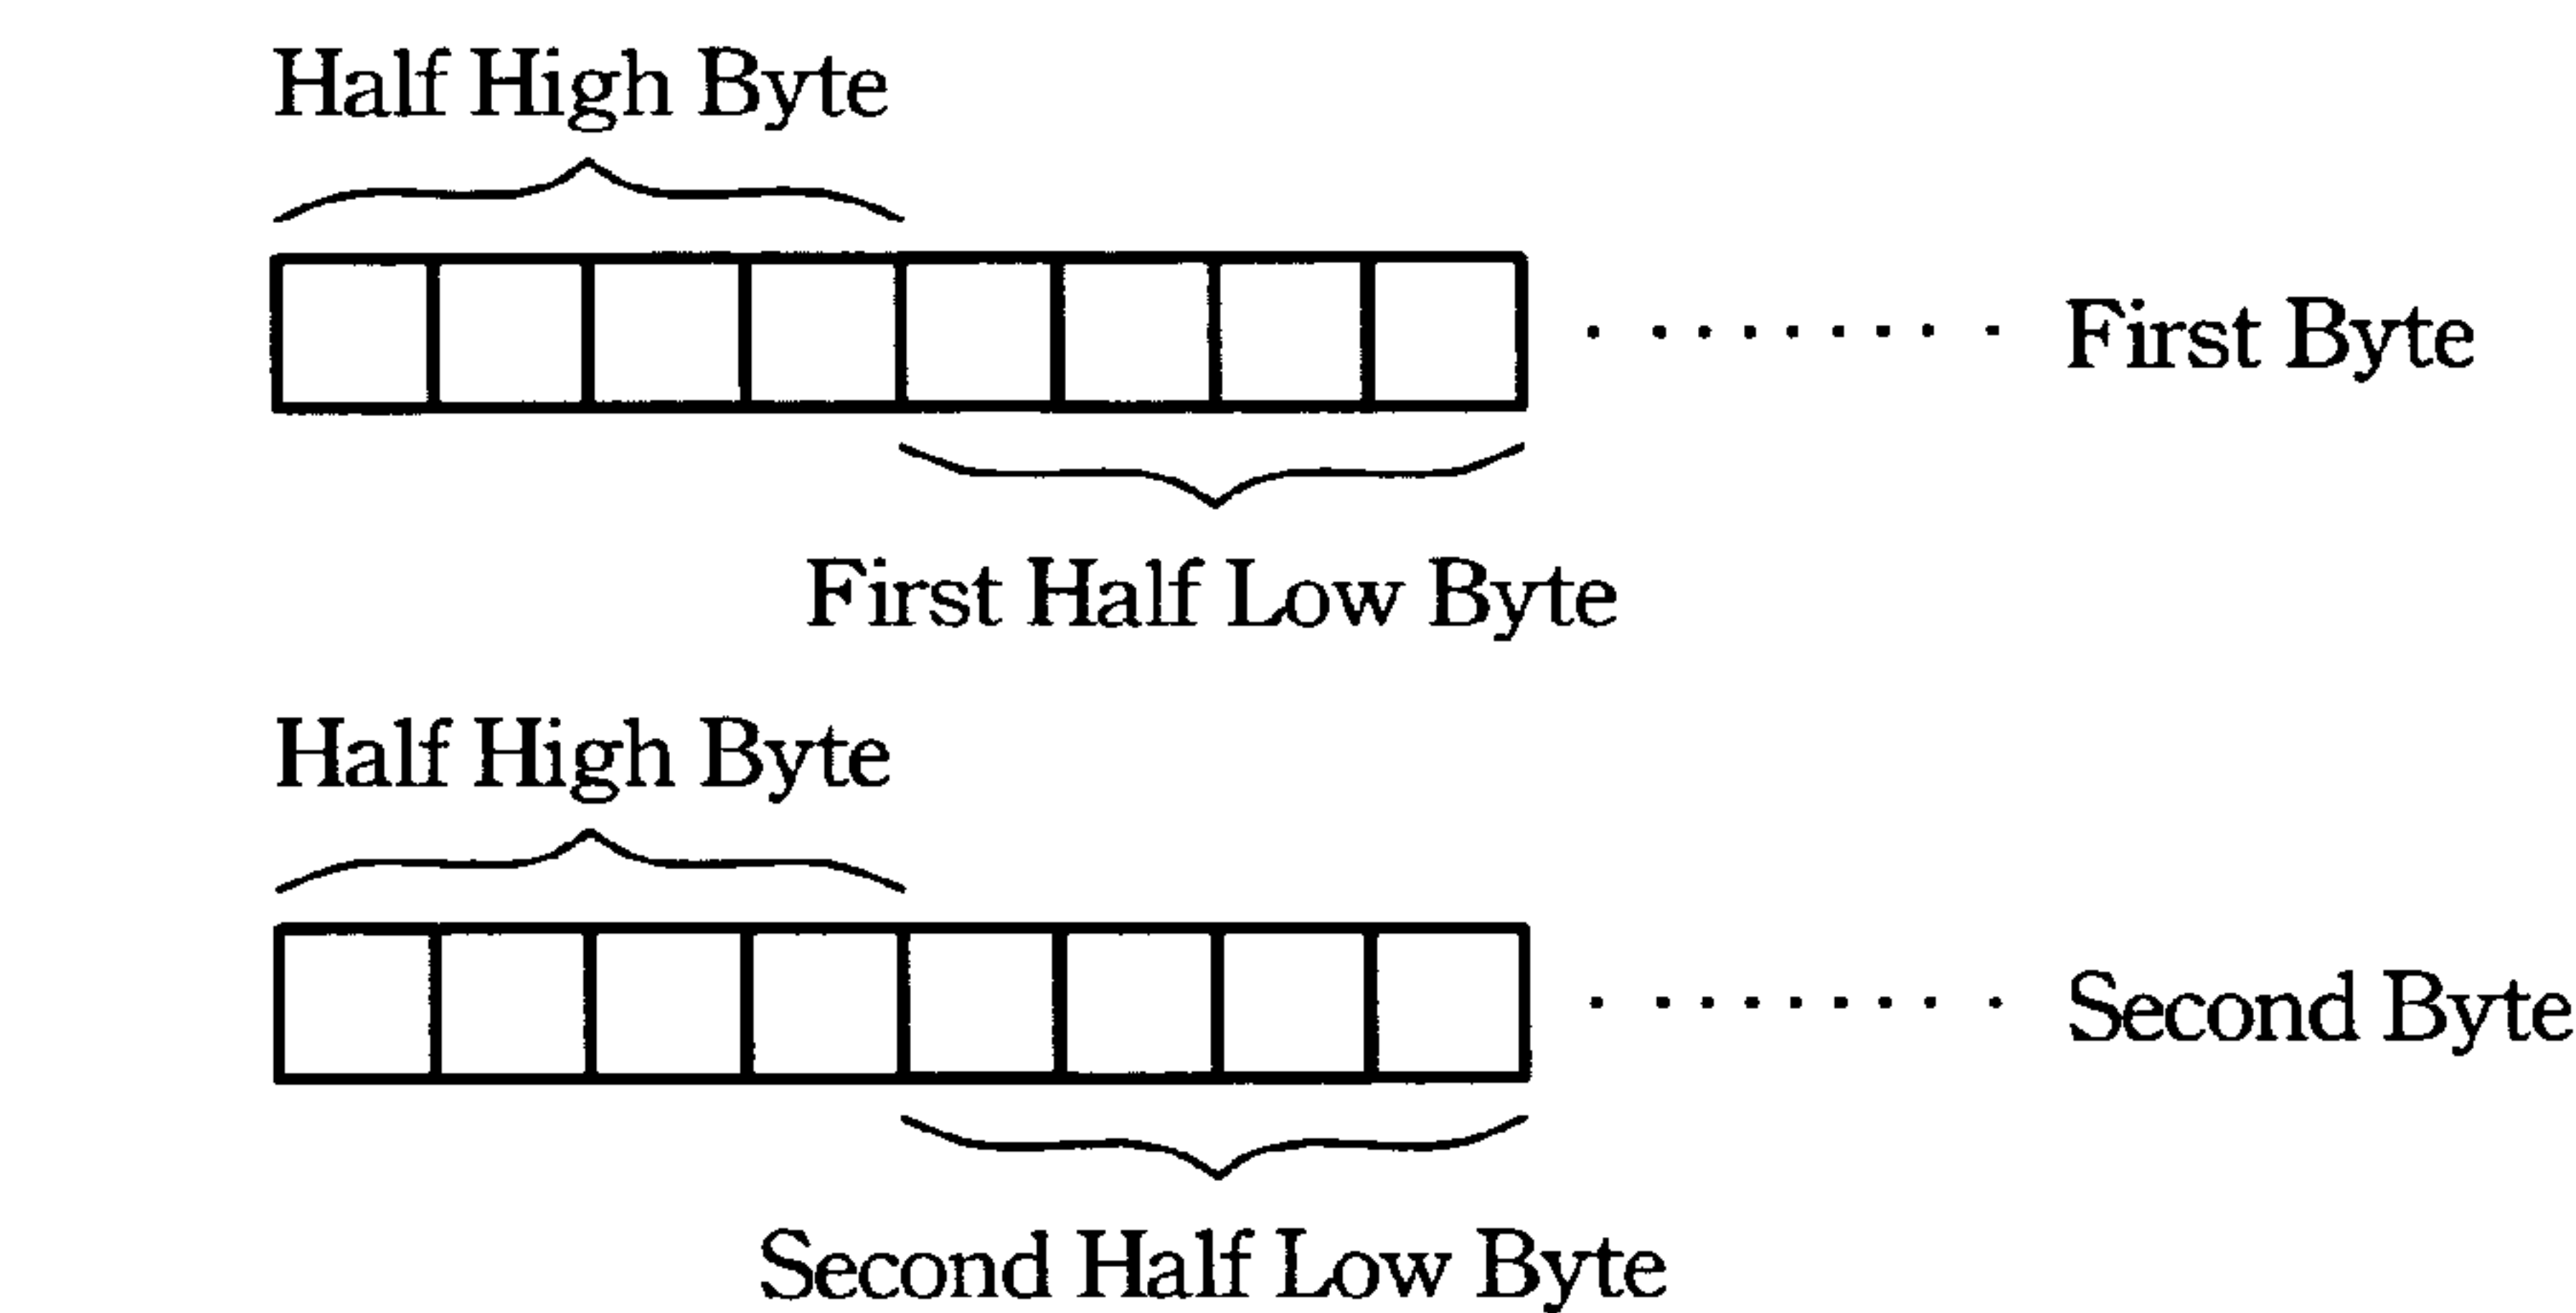 Half High Byte
First Byte
First Half Low Byte
Half High Byte
Second Byte
Second Half Low Byte